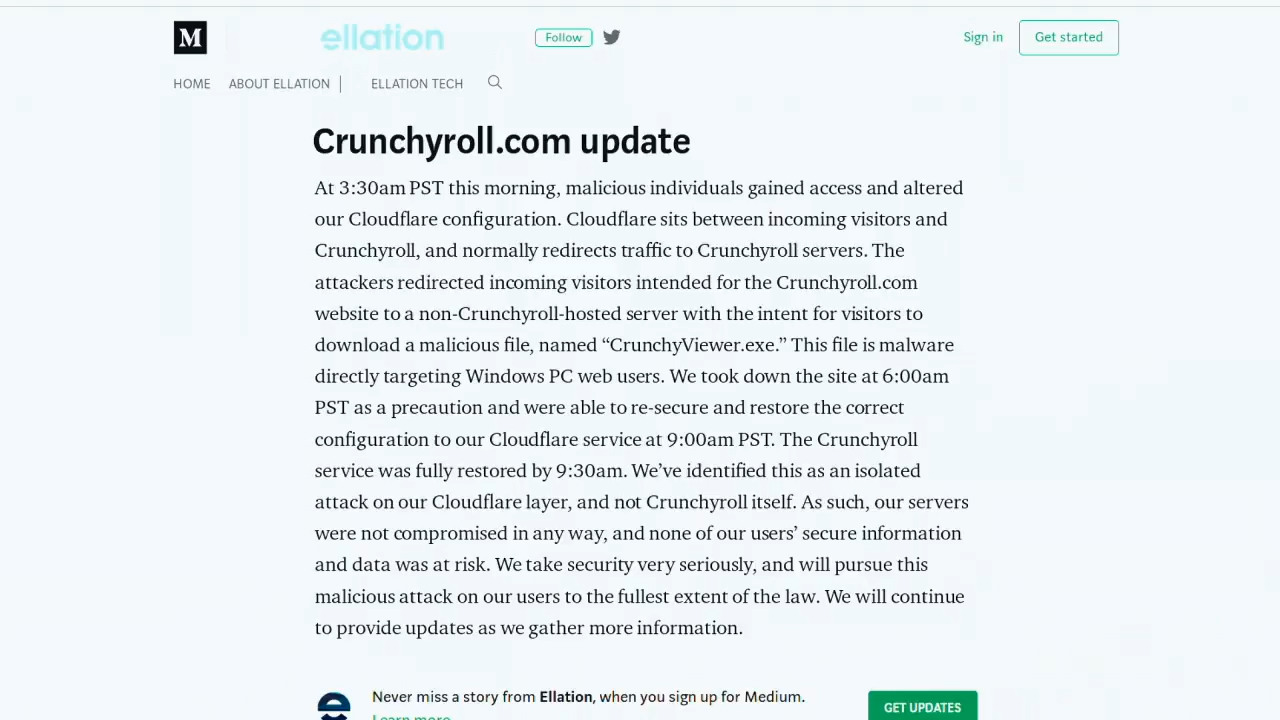 M
ellation
Follow
Sign in
Get started
HOME
ABOUT ELLATION
ELLATION TECH
Crunchyroll.com update
At 3:30am PST this morning, malicious individuals gained access and altered
our Cloudflare configuration. Cloudflare sits between incoming visitors and
Crunchyroll, and normally redirects traffic to Crunchyroll servers. The
attackers redirected incoming visitors intended for the Crunchyroll.com
website to a non-Crunchyroll-hosted server with the intent for visitors to
download a malicious file, named “CrunchyViewer.exe.” This file is malware
directly targeting Windows PC web users. We took down the site at 6:00am
PST as a precaution and were able to re-secure and restore the correct
configuration to our Cloudflare service at 9:00am PST. The Crunchyroll
service was fully restored by 9:30am. We’ve identified this as an isolated
attack on our Cloudflare layer, and not Crunchyroll itself. As such, our servers
were not compromised in any way, and none of our users’ secure information
and data was at risk. We take security very seriously, and will pursue this
malicious attack on our users to the fullest extent of the law. We will continue
to provide updates as we gather more information.
Never miss a story from Ellation, when you sign up for Medium.
Learn more
GET UPDATES